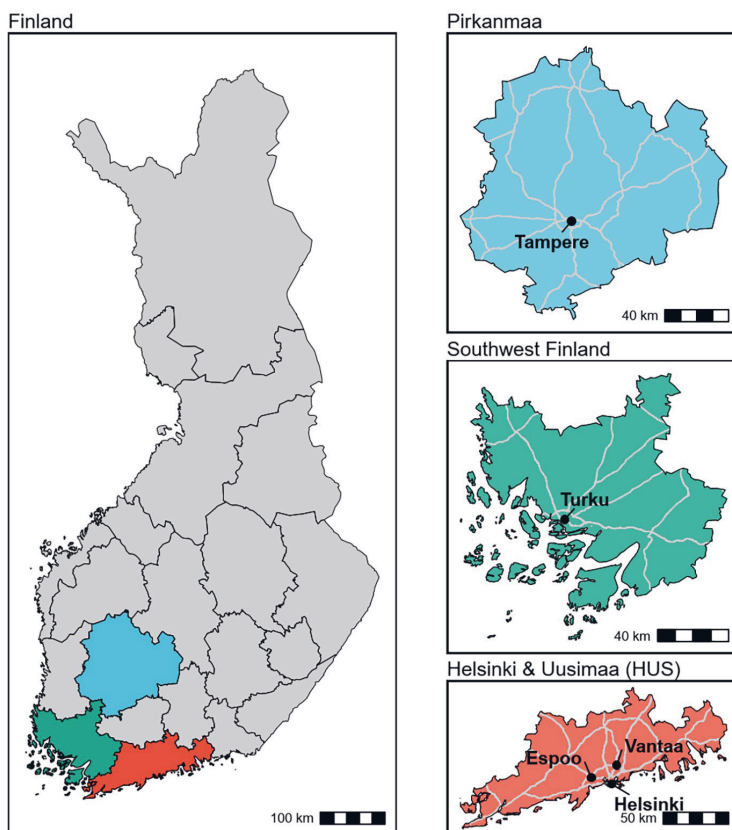 Finland
100 km
Pirkanmaa
Tampere
40 km
Southwest Finland
Turku
40 km
Helsinki & Uusimaa (HUS)
Vantaa
Espoo
Helsinki
50 km